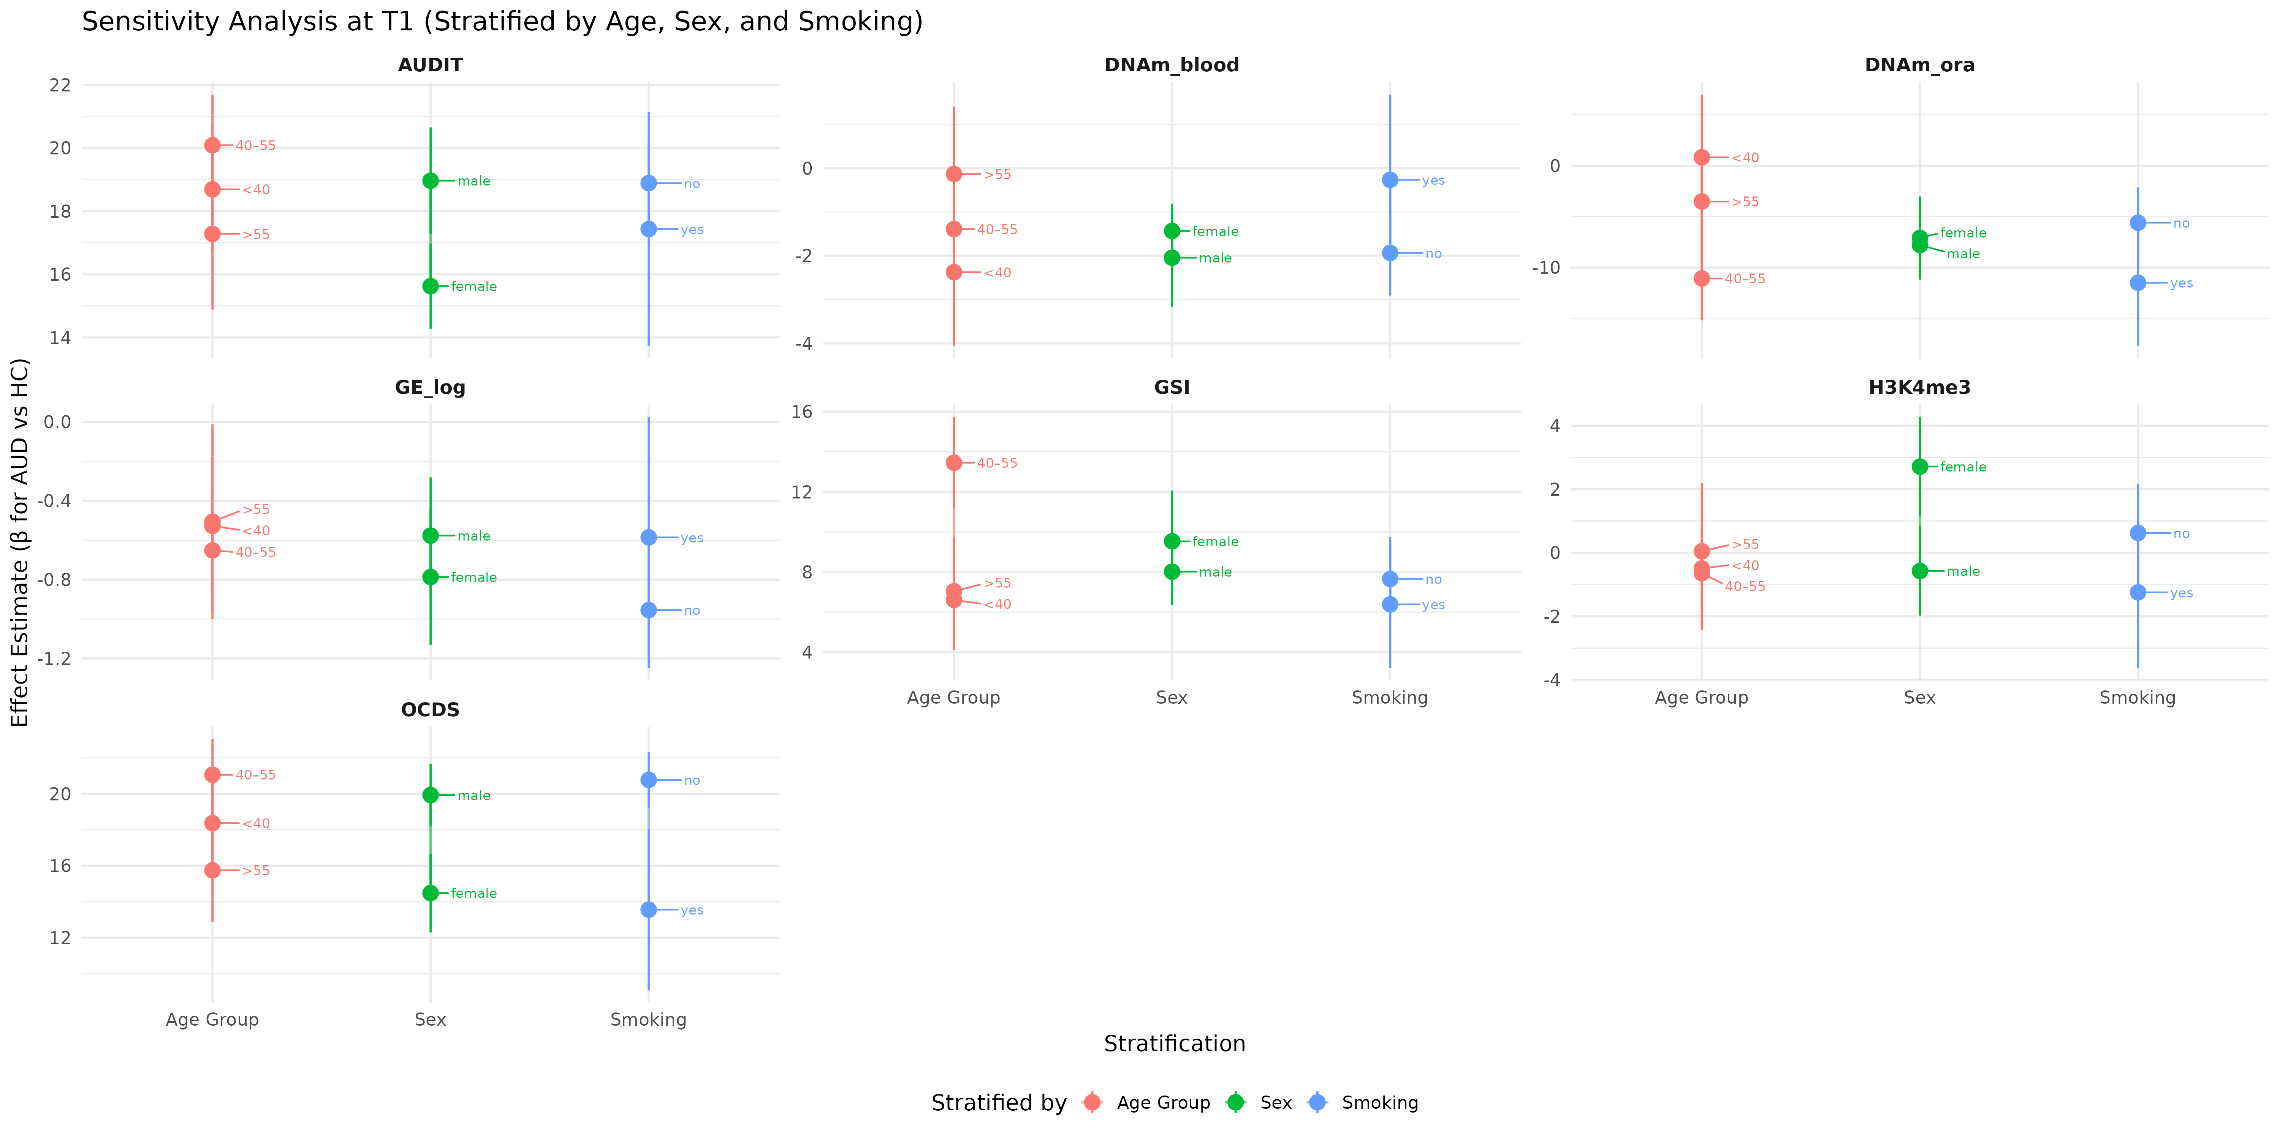 Sensitivity Analysis at T1 (Stratified by Age, Sex, and Smoking)
Effect Estimate (β for AUD vs HC)
AUDIT
22
20
18
16
14
40–55
<40
>55
male
female
no
yes
DNAm_blood
0
-2
-4
>55
40–55
<40
female
male
yes
no
DNAm_ora
0
-10
<40
>55
40–55
female
male
no
yes
GE_log
0.0
-0.4
-0.8
-1.2
>55
<40
40–55
male
female
yes
no
GSI
16
12
8
4
40–55
>55
<40
female
male
no
yes
Age Group
Sex
Smoking
H3K4me3
4
2
0
-2
-4
>55
<40
40–55
female
male
no
yes
Age Group
Sex
Smoking
OCDS
20
16
12
40–55
<40
>55
male
female
no
yes
Age Group
Sex
Smoking
Stratification
Stratified by Age Group Sex Smoking